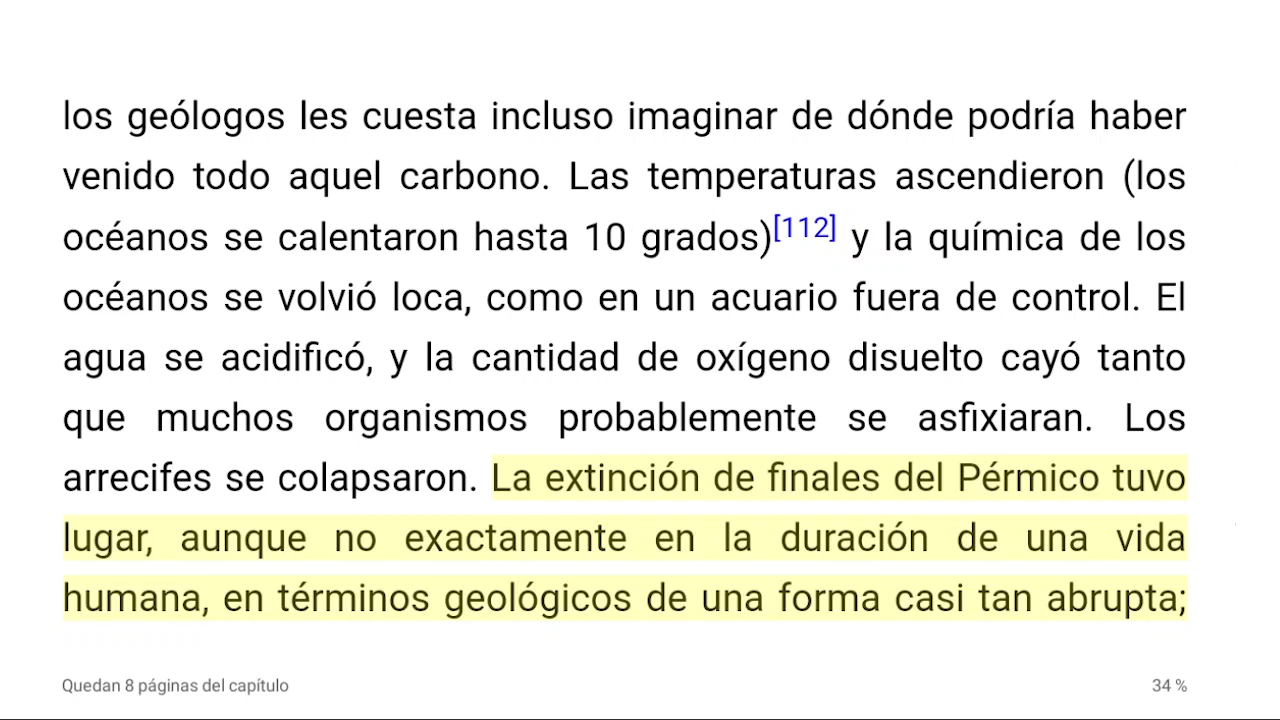 los geólogos les cuesta incluso imaginar de dónde podría haber
venido todo aquel carbono. Las temperaturas ascendieron (los
océanos se calentaron hasta 10 grados)[112] y la química de los
océanos se volvió loca, como en un acuario fuera de control. El
agua se acidificó, y la cantidad de oxígeno disuelto cayó tanto
que muchos organismos probablemente se asfixiaran. Los
arrecifes se colapsaron. La extinción de finales del Pérmico tuvo
lugar, aunque no exactamente en la duración de una vida
humana, en términos geológicos de una forma casi tan abrupta;
Quedan 8 páginas del capítulo
34 %